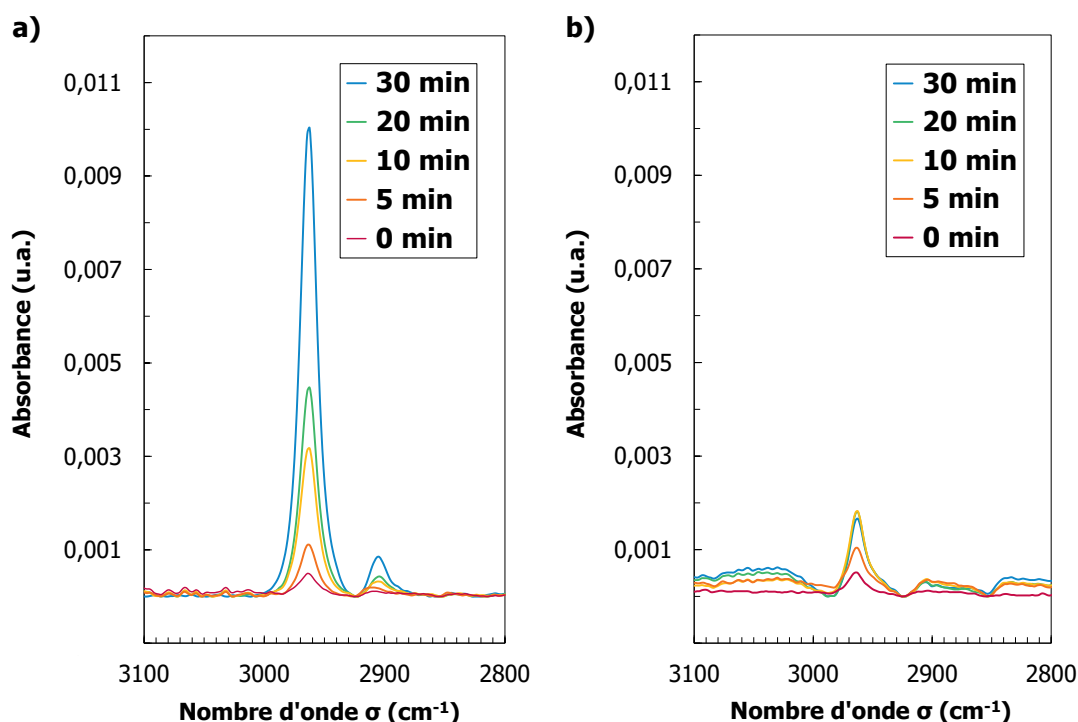 a)
Absorbance (u.a.)
0,011
0,009
0,007
0,005
0,003
0,001
30 min
20 min
10 min
5 min
0 min
3100 3000 2900 2800
Nombre d'onde σ (cm⁻¹)
b)
Absorbance (u.a.)
0,011
0,009
0,007
0,005
0,003
0,001
30 min
20 min
10 min
5 min
0 min
3100 3000 2900 2800
Nombre d'onde σ (cm⁻¹)